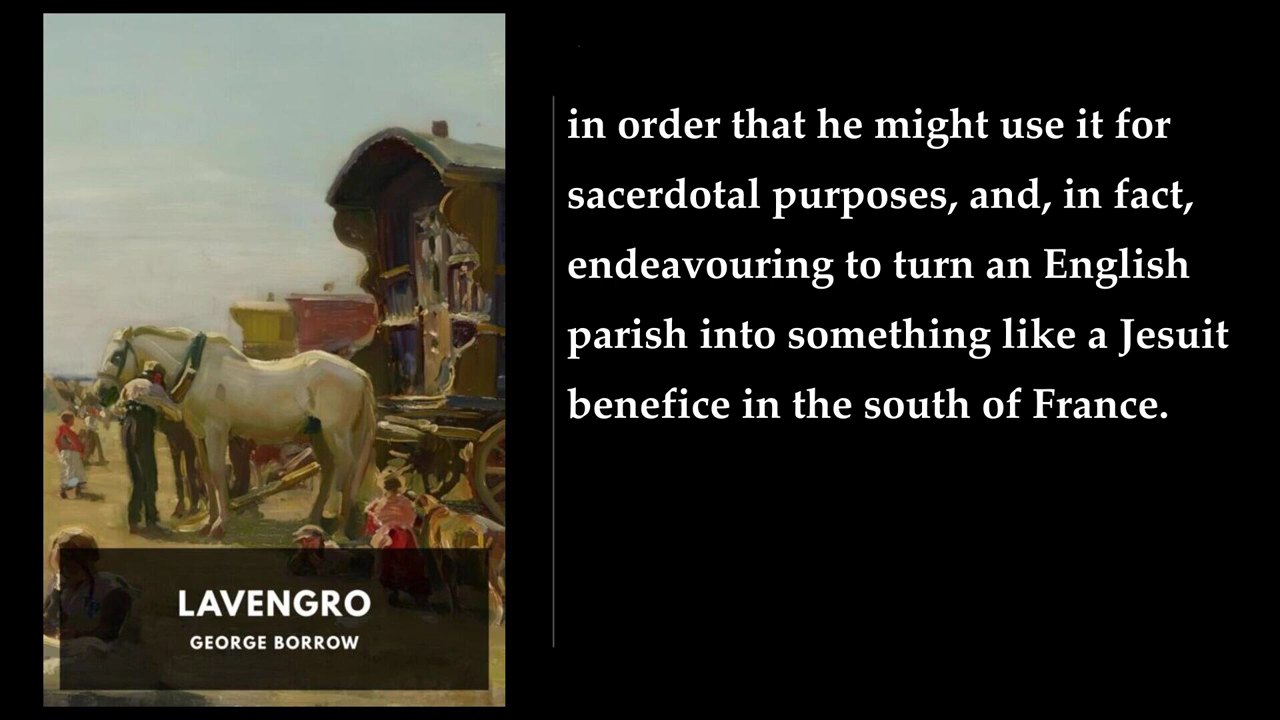 in order that he might use it for
sacerdotal purposes, and, in fact,
endeavouring to turn an English
parish into something like a Jesuit
benefice in the south of France.
LAVENGRO
GEORGE BORROW